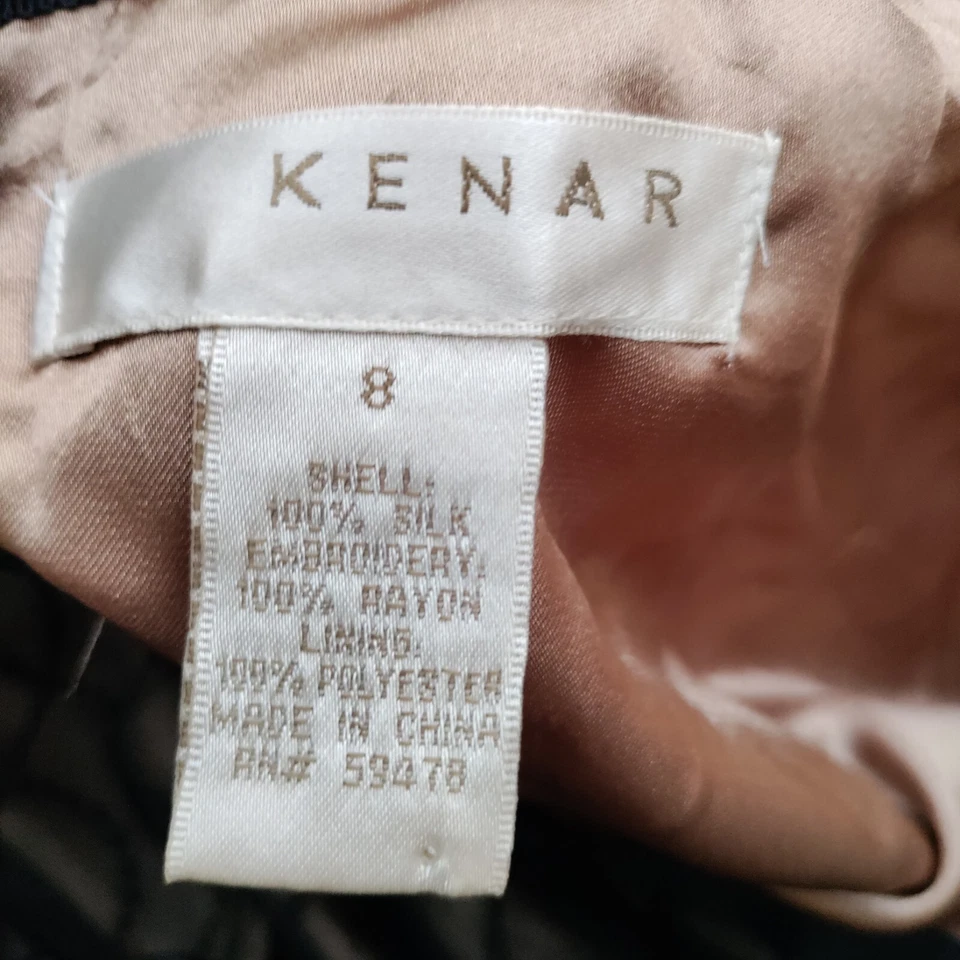 KENAR
8
SHELL:
100% SILK
EMBROIDERY:
100% RAYON
LINING:
100% POLYESTER
MADE IN CHINA
RN# 59478